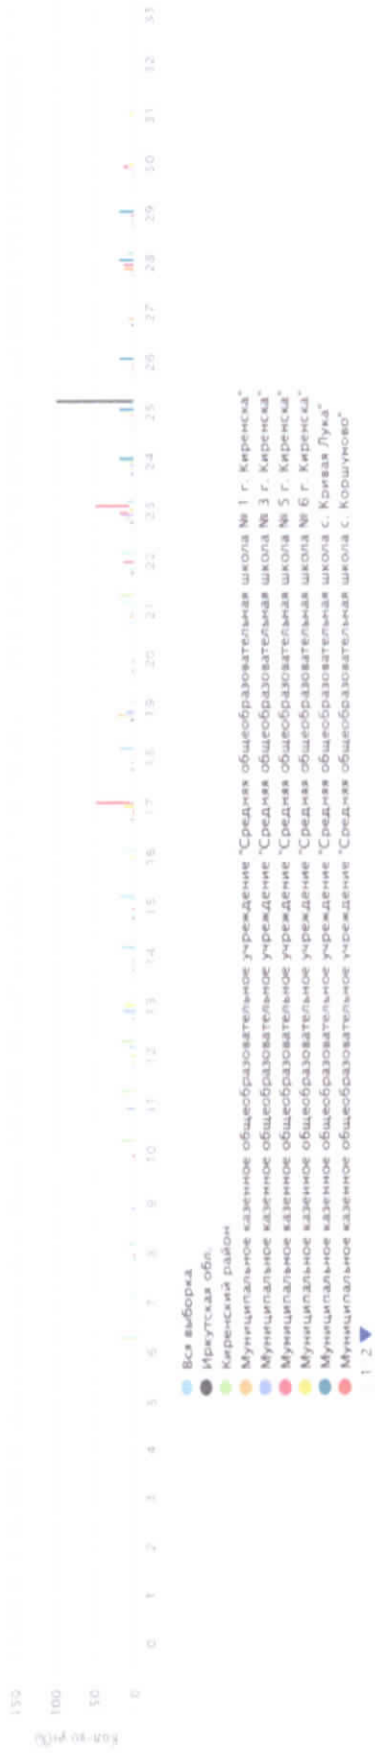 150
100
50
0
0 1 2 3 4 5 6 7 8 9 10 11 12 13 14 15 16 17 18 19 20 21 22 23 24 25 26 27 28 29 30 31 32 33
Вся выборка
Иркутская обл.
Киренский район
Муниципальное казенное общеобразовательное учреждение "Средняя общеобразовательная школа № 1 г. Киренска"
Муниципальное казенное общеобразовательное учреждение "Средняя общеобразовательная школа № 3 г. Киренска"
Муниципальное казенное общеобразовательное учреждение "Средняя общеобразовательная школа № 5 г. Киренска"
Муниципальное казенное общеобразовательное учреждение "Средняя общеобразовательная школа № 6 г. Киренска"
Муниципальное казенное общеобразовательное учреждение "Средняя общеобразовательная школа с. Кривая Лука"
Муниципальное казенное общеобразовательное учреждение "Средняя общеобразовательная школа с. Коршуново"
1 2